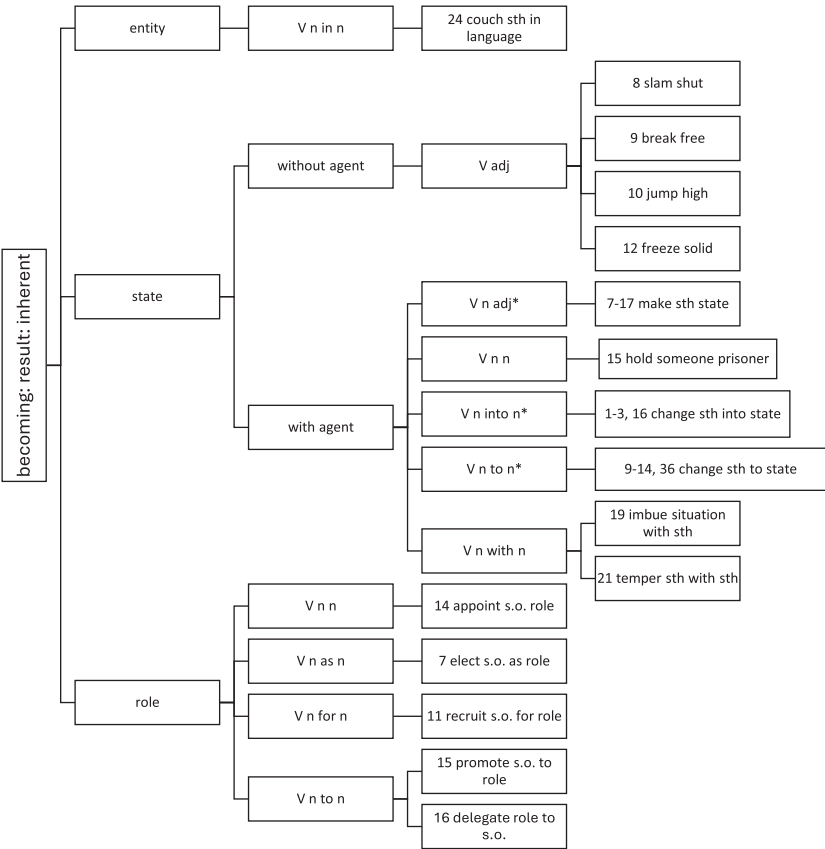 becoming: result: inherent
entity
V n in n
24 couch sth in
language
state
without agent
V adj
8 slam shut
9 break free
10 jump high
12 freeze solid
with agent
V n adj*
7-17 make sth state
V n n
15 hold someone prisoner
V n into n*
1-3, 16 change sth into state
V n to n*
9-14, 36 change sth to state
V n with n
19 imbue situation
with sth
21 temper sth with sth
role
V n n
14 appoint s.o. role
V n as n
7 elect s.o. as role
V n for n
11 recruit s.o. for role
V n to n
15 promote s.o. to
role
16 delegate role to
s.o.